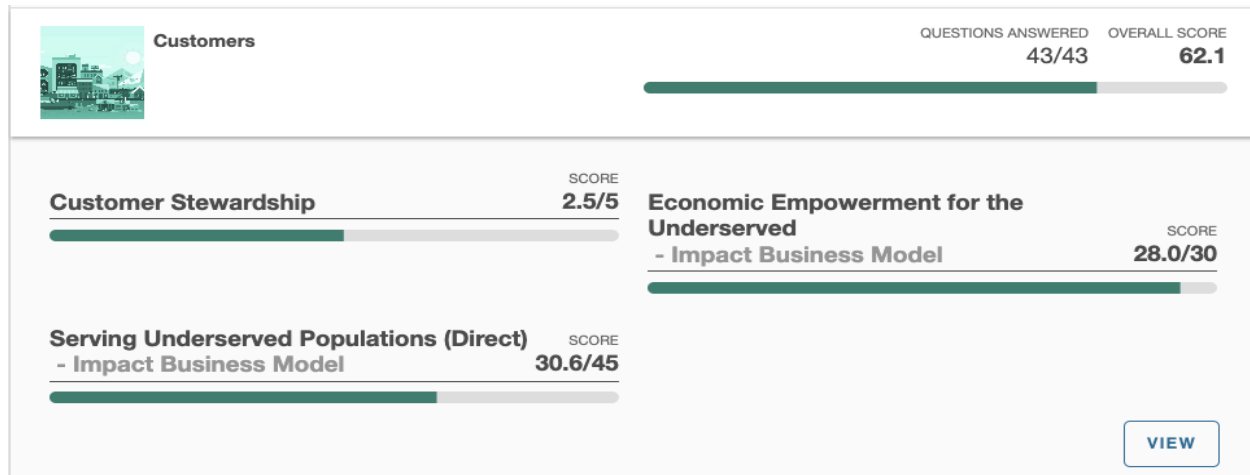 Customers
QUESTIONS ANSWERED
43/43
OVERALL SCORE
62.1
Customer Stewardship
SCORE
2.5/5
Economic Empowerment for the
Underserved
- Impact Business Model
SCORE
28.0/30
Serving Underserved Populations (Direct)
- Impact Business Model
SCORE
30.6/45
VIEW